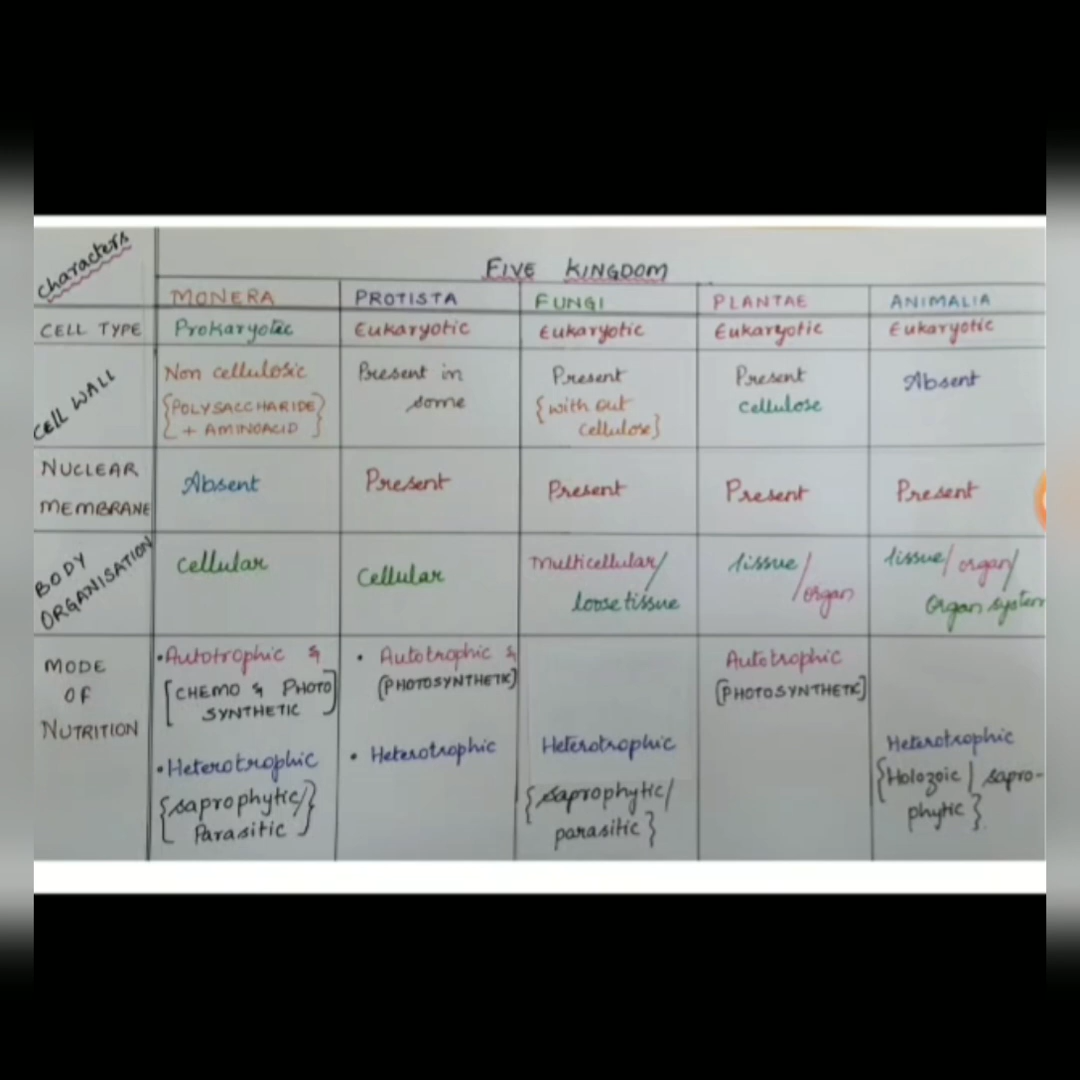 Characters
FIVE KINGDOM
MONERA PROTISTA FUNGI PLANTAE ANIMALIA
CELL TYPE Prokaryotic Eukaryotic Eukaryotic Eukaryotic Eukaryotic
CELL WALL
Non cellulosic
{POLYSACCHARIDE
+ AMINOACID}
Present in
some
Present
{with out
cellulose}
Present
cellulose
Absent
NUCLEAR
MEMBRANE
Absent Present Present Present Present
BODY
ORGANISATION
Cellular
Cellular
Multicellular/
loose tissue
tissue/
organ
tissue/organ/
Organ system
MODE
OF
NUTRITION
•Autotrophic &
[CHEMO & PHOTO
SYNTHETIC]
•Heterotrophic
{saprophytic/
Parasitic}
• Autotrophic &
(PHOTOSYNTHETIC)
• Heterotrophic
Heterotrophic
{saprophytic/
parasitic}
Autotrophic
(PHOTOSYNTHETIC)
Heterotrophic
{Holozoic / sapro-
phytic}